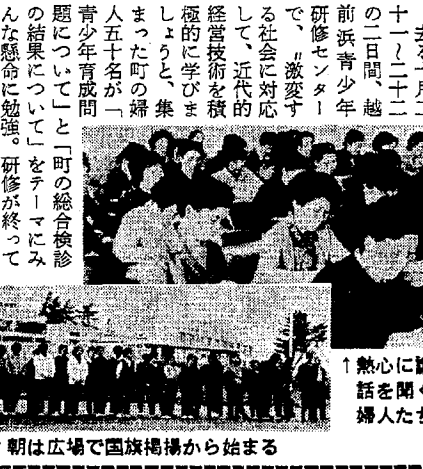 去る一月二
十一～二十二
の二日間、越
前浜青少年
研修センター
で、〃激変す
る社会に対応
して、近代的
経営技術を積
極的に学びま
しょうと、集
まった町の婦
人五十名が「
青少年育成問
題について」と「町の総合検診
の結果について」をテーマにみ
んな懸命に勉強。研修が終って
↑熱心に
話を聞く
婦人たち
朝は広場で国旗掲揚から始まる